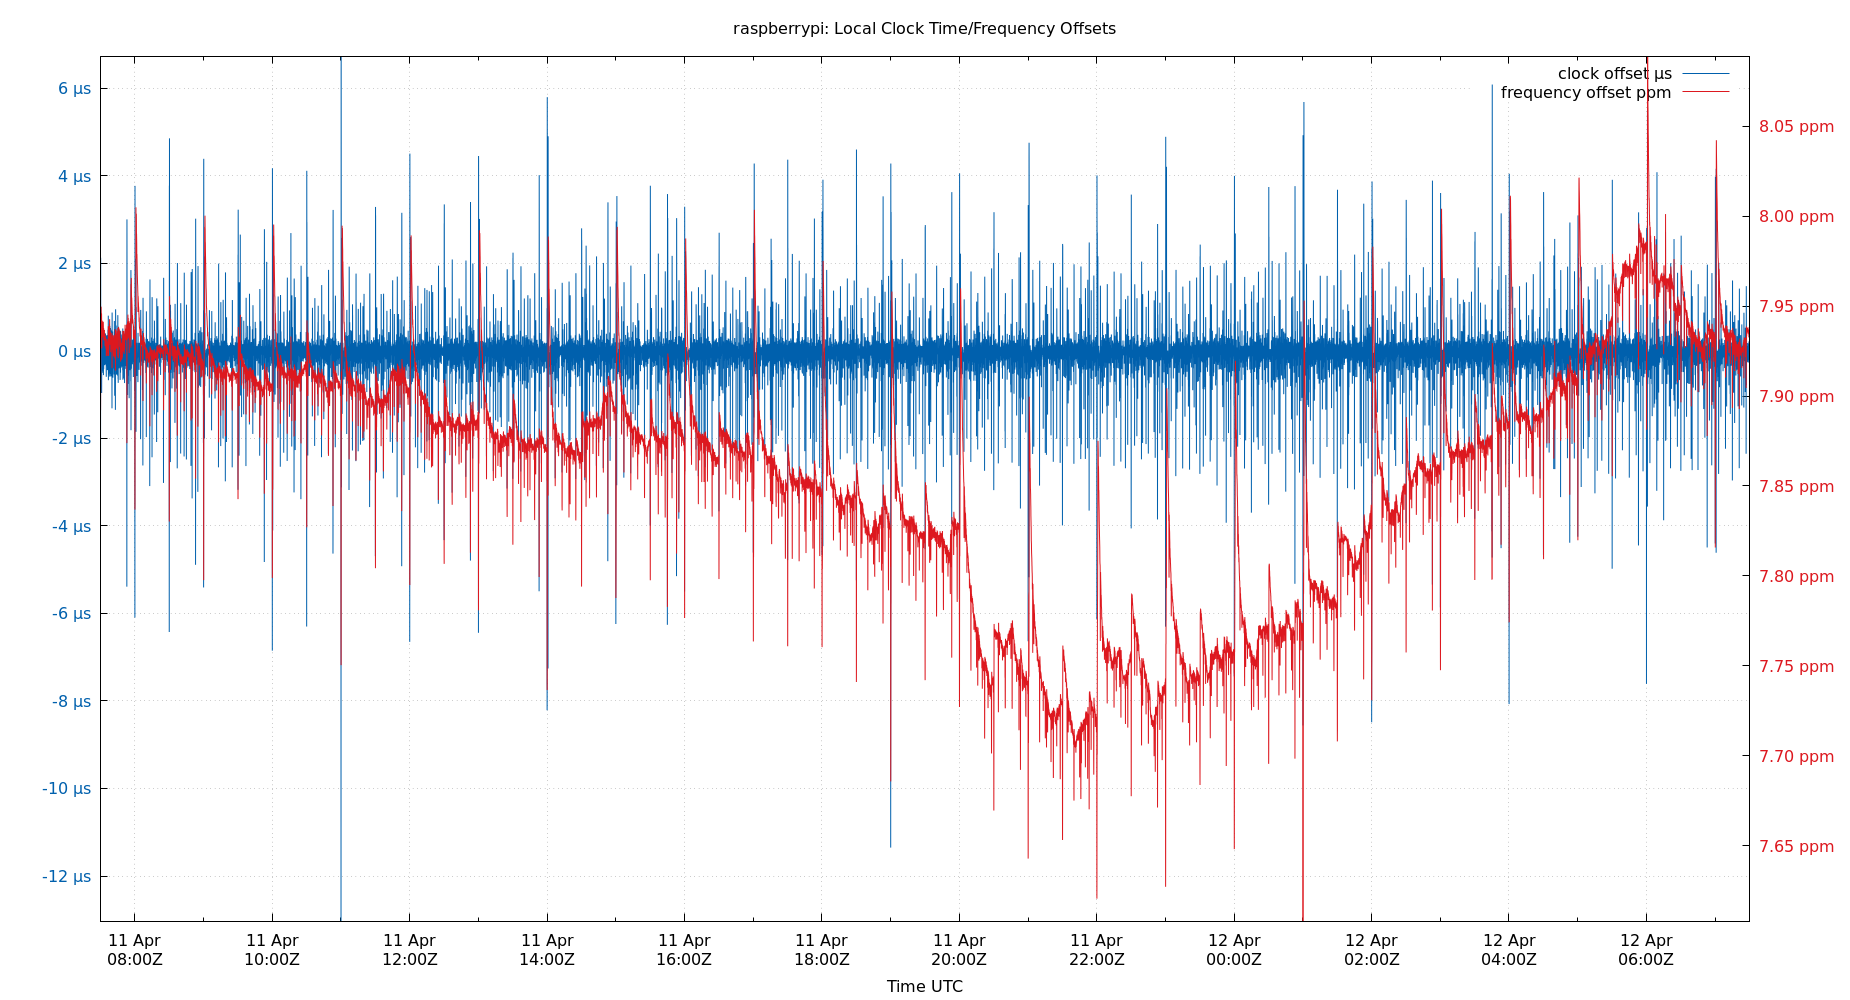 raspberrypi: Local Clock Time/Frequency Offsets
clock offset µs
frequency offset ppm
6 µs
4 µs
2 µs
0 µs
-2 µs
-4 µs
-6 µs
-8 µs
-10 µs
-12 µs
8.05 ppm
8.00 ppm
7.95 ppm
7.90 ppm
7.85 ppm
7.80 ppm
7.75 ppm
7.70 ppm
7.65 ppm
11 Apr
08:00Z
11 Apr
10:00Z
11 Apr
12:00Z
11 Apr
14:00Z
11 Apr
16:00Z
11 Apr
18:00Z
11 Apr
20:00Z
11 Apr
22:00Z
12 Apr
00:00Z
12 Apr
02:00Z
12 Apr
04:00Z
12 Apr
06:00Z
Time UTC